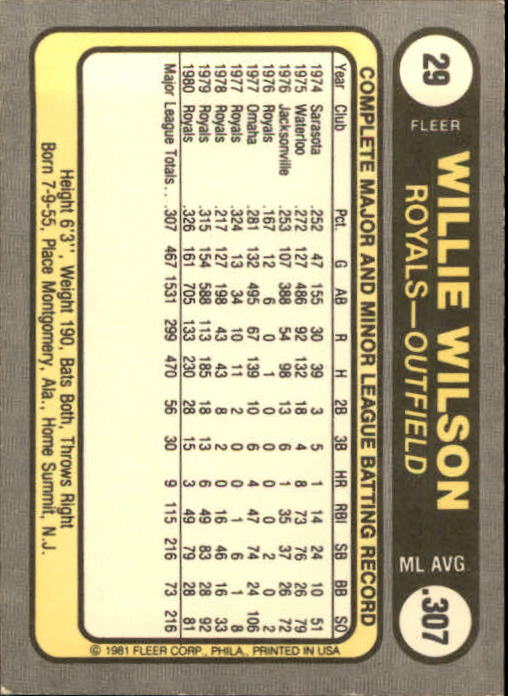 29
FLEER
WILLIE WILSON
ROYALS—OUTFIELD
ML AVG.
.307
COMPLETE MAJOR AND MINOR LEAGUE BATTING RECORD
Year Club Pct. G AB R H 2B 3B HR RBI SB BB SO
1974 Sarasota .252 47 155 30 39 3 5 1 14 24 10 51
1975 Waterloo .272 127 486 92 132 18 4 8 73 76 26 79
1976 Jacksonville .253 107 388 54 98 13 6 1 35 37 26 72
1976 Royals .167 12 6 0 1 0 0 0 0 2 0 2
1977 Omaha .281 132 495 67 139 10 6 4 47 74 24 106
1977 Royals .324 13 34 10 11 2 0 0 1 6 1 8
1978 Royals .217 127 198 43 43 8 2 0 16 46 16 33
1979 Royals .315 154 588 113 185 18 13 6 49 83 28 92
1980 Royals .326 161 705 133 230 28 15 3 49 79 28 81
Major League Totals... .307 467 1531 299 470 56 30 9 115 216 73 216
© 1981 FLEER CORP., PHILA., PRINTED IN USA
Height 6'3", Weight 190, Bats Both, Throws Right
Born 7-9-55, Place Montgomery, Ala., Home Summit, N.J.